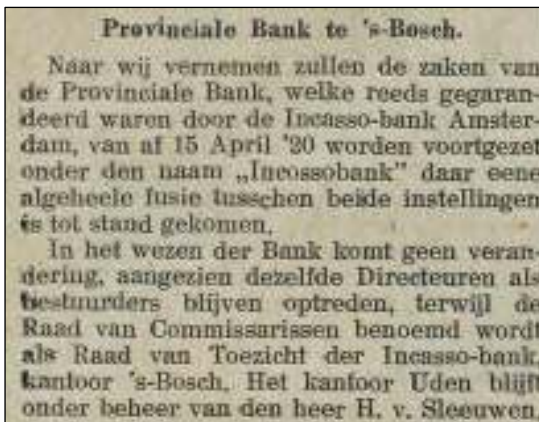 Provinciale Bank te 's-Bosch.
Naar wij vernemen zullen de zaken van
de Provinciale Bank, welke reeds gegaran-
deerd waren door de Incasso-bank Amster-
dam, van af 15 April '20 worden voortgezet
onder den naam „Incossobank" daar eene
algeheele fusie tusschen beide instellingen
is tot stand gekomen.
In het wezen der Bank komt geen veran-
dering, aangezien dezelfde Directeuren als
bestuurders blijven optreden, terwijl de
Raad van Commissarissen benoemd wordt
als Raad van Toezicht der Incasso-bank,
kantoor 's-Bosch. Het kantoor Uden blijft
onder beheer van den heer H. v. Sleeuwen.